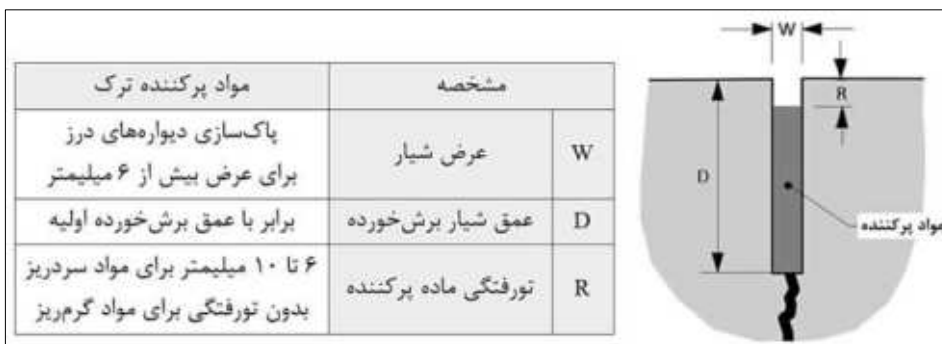 مشخصه مواد پرکننده ترک
W عرض شیار پاک‌سازی دیواره‌های درز
برای عرض بیش از ۶ میلیمتر
D عمق شیار برش‌خورده برابر با عمق برش‌خورده اولیه
R تورفتگی ماده پرکننده ۶ تا ۱۰ میلیمتر برای مواد سردریز
بدون تورفتگی برای مواد گرم‌ریز
W
R
D
مواد پرکننده